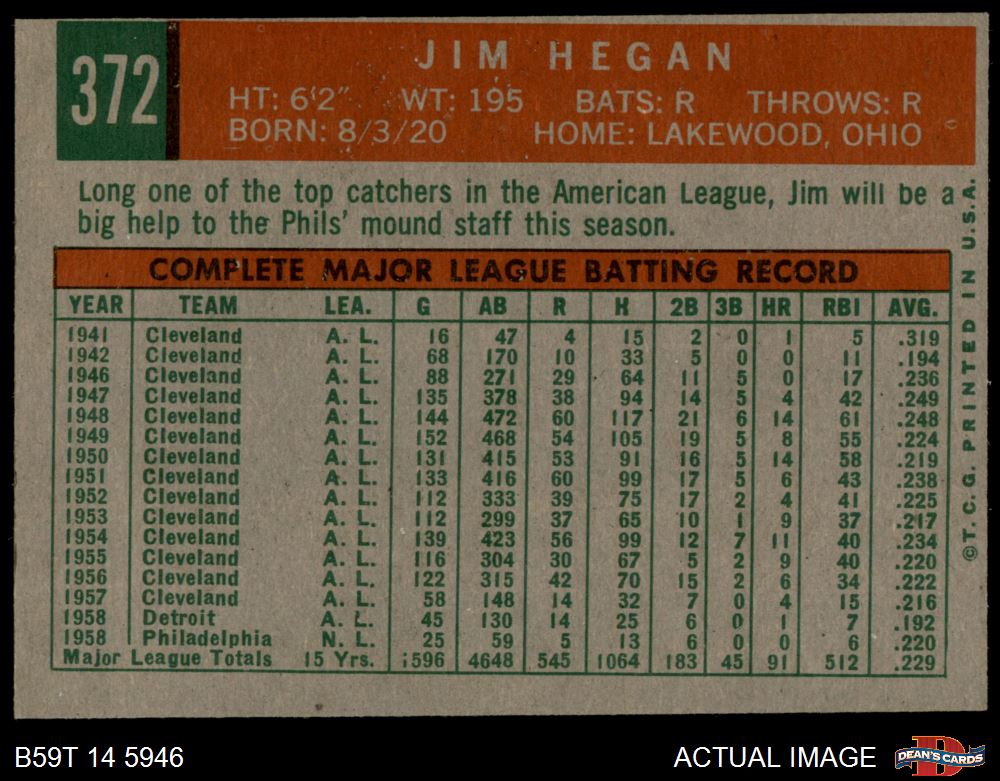 372
JIM HEGAN
HT: 6'2" WT: 195 BATS: R THROWS: R
BORN: 8/3/20 HOME: LAKEWOOD, OHIO
Long one of the top catchers in the American League, Jim will be a
big help to the Phils' mound staff this season.
COMPLETE MAJOR LEAGUE BATTING RECORD
YEAR TEAM LEA. G AB R H 2B 3B HR RBI AVG.
1941 Cleveland A. L. 16 47 4 15 2 0 1 5 .319
1942 Cleveland A. L. 68 170 10 33 5 0 0 11 .194
1946 Cleveland A. L. 88 271 29 64 11 5 0 17 .236
1947 Cleveland A. L. 135 378 38 94 14 5 4 42 .249
1948 Cleveland A. L. 144 472 60 117 21 6 14 61 .248
1949 Cleveland A. L. 152 468 54 105 19 5 8 55 .224
1950 Cleveland A. L. 131 415 53 91 16 5 14 58 .219
1951 Cleveland A. L. 133 416 60 99 17 5 6 43 .238
1952 Cleveland A. L. 112 333 39 75 17 2 4 41 .225
1953 Cleveland A. L. 112 299 37 65 10 1 9 37 .217
1954 Cleveland A. L. 139 423 56 99 12 7 11 40 .234
1955 Cleveland A. L. 116 304 30 67 5 2 9 40 .220
1956 Cleveland A. L. 122 315 42 70 15 2 6 34 .222
1957 Cleveland A. L. 58 148 14 32 7 0 4 15 .216
1958 Detroit A. L. 45 130 14 25 6 0 1 7 .192
1958 Philadelphia N. L. 25 59 5 13 6 0 0 6 .220
Major League Totals 15 Yrs. 1596 4648 545 1064 183 45 91 512 .229
© T. C. G. PRINTED IN U.S.A.
B59T 14 5946
ACTUAL IMAGE
D
DEAN'S CARDS